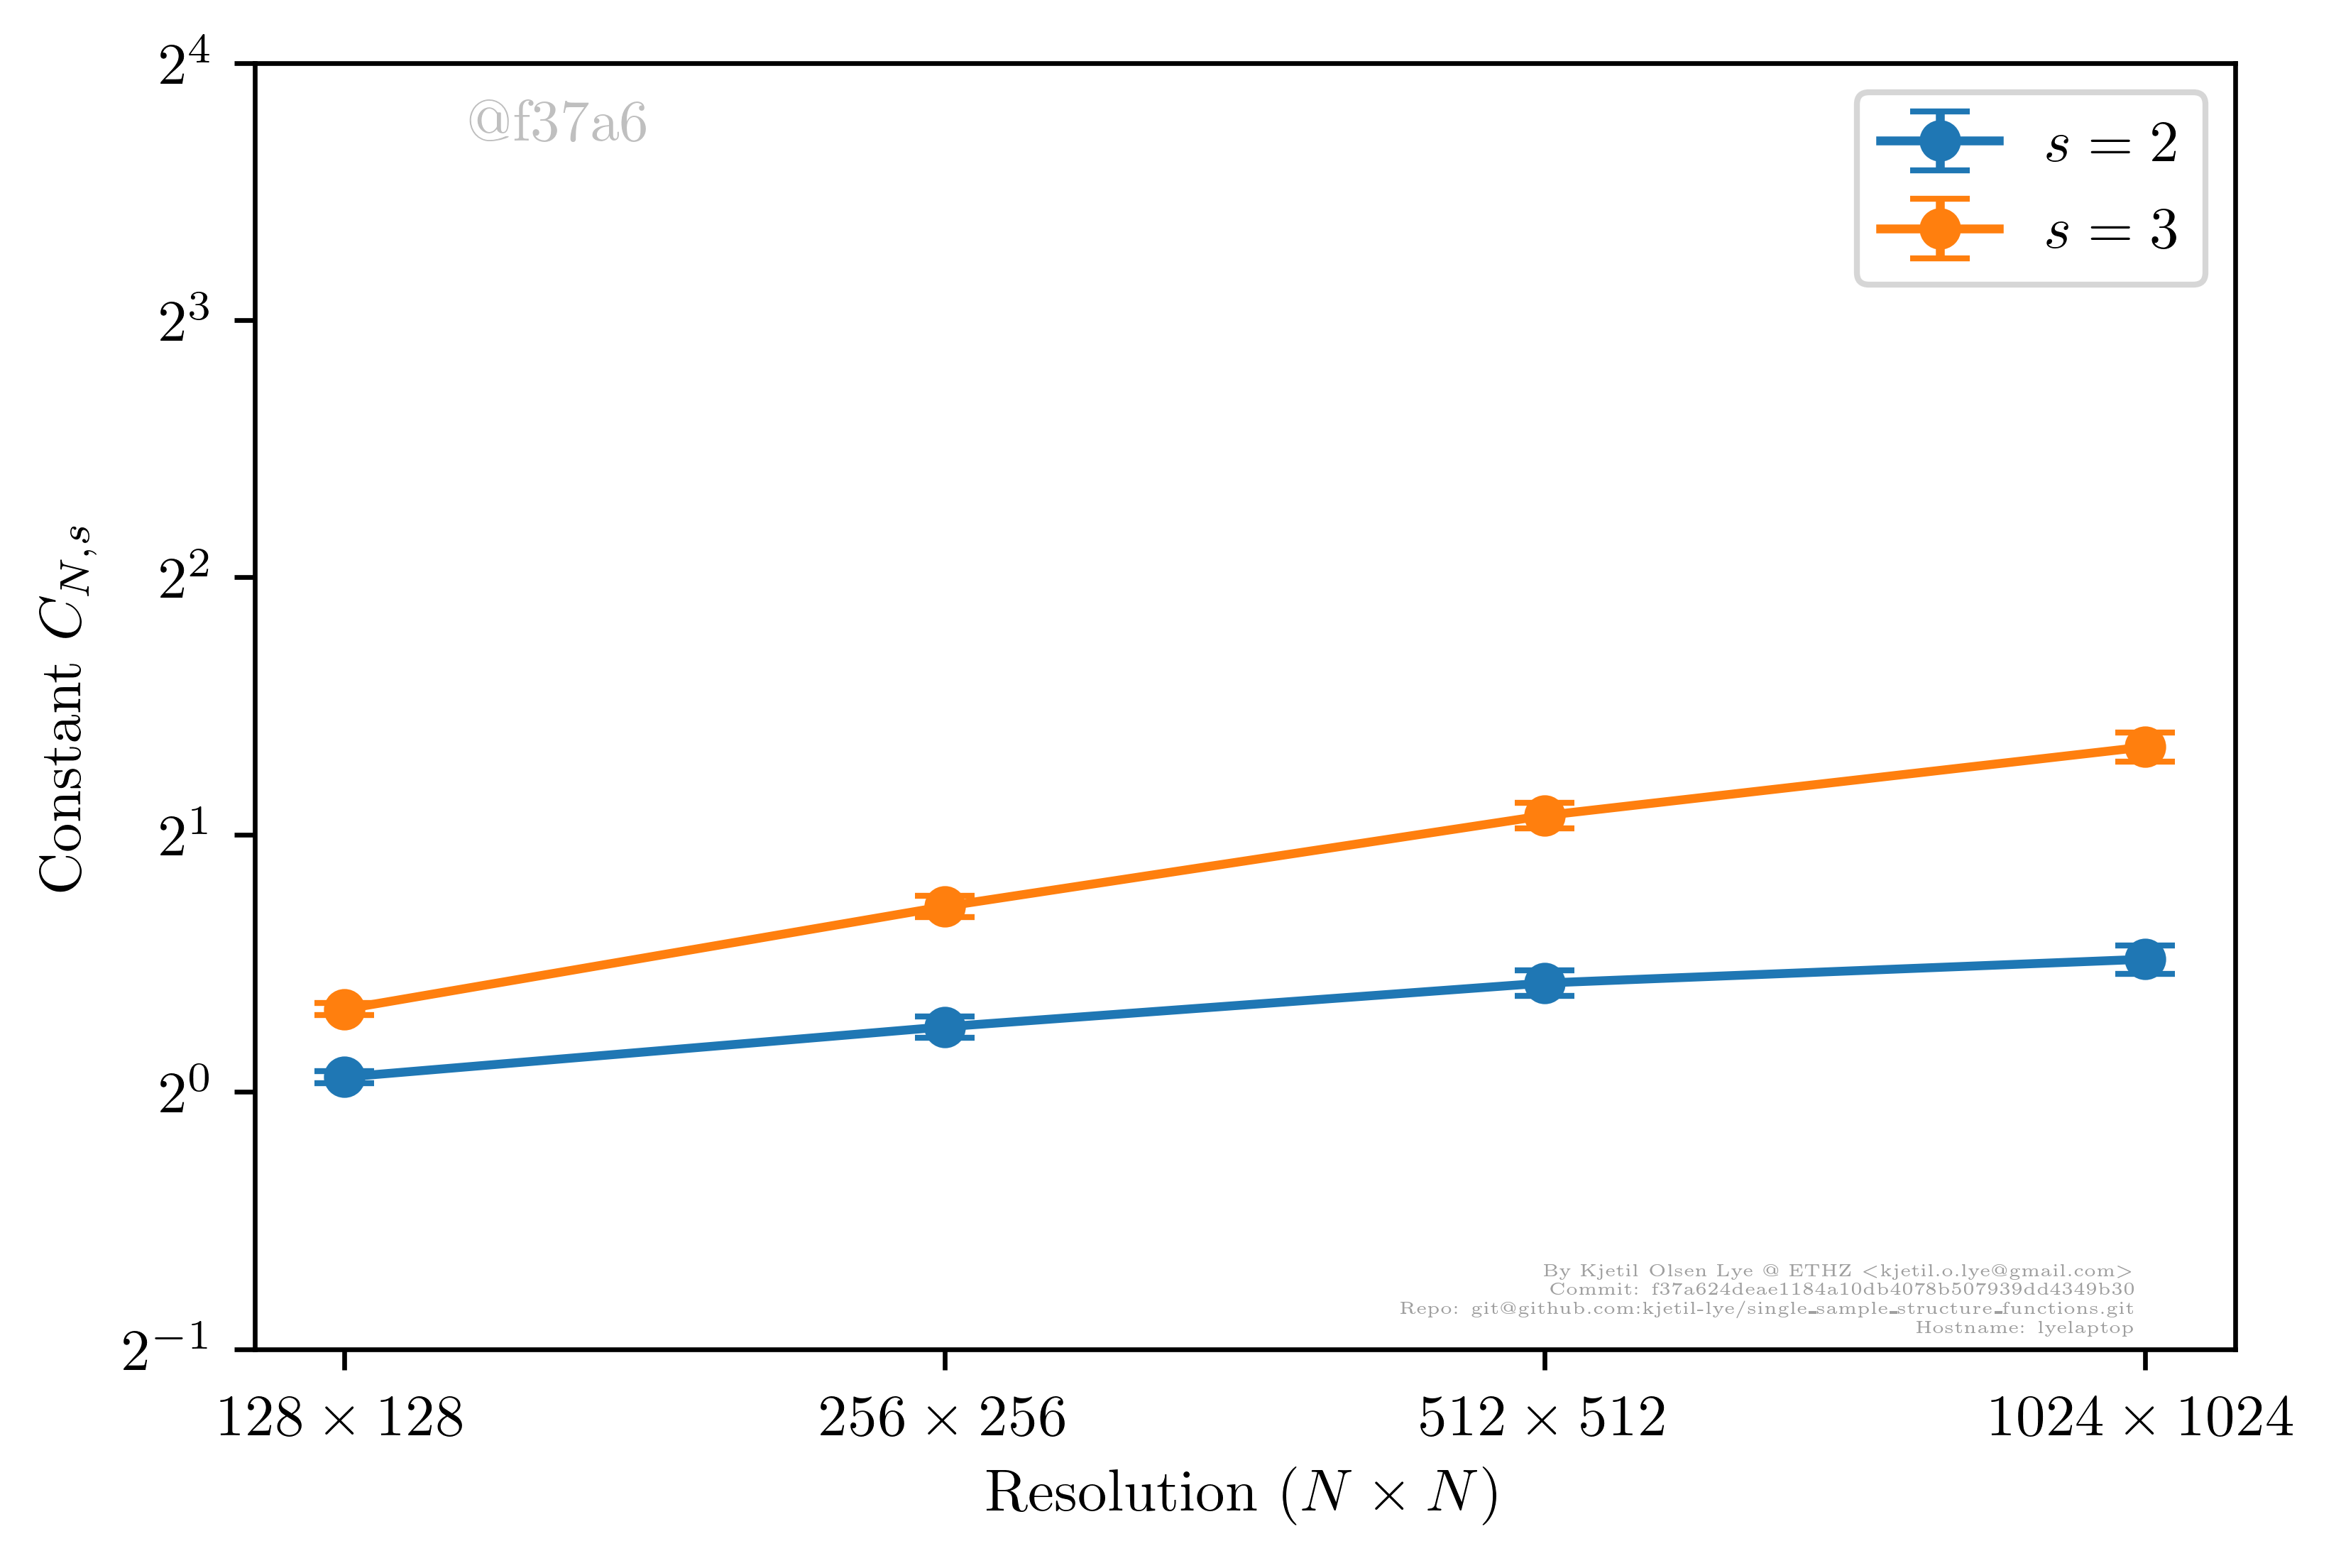 2^4
@f37a6
s = 2
s = 3
2^3
2^2
Constant C_{N,s}
2^1
2^0
By Kjetil Olsen Lye @ ETHZ <kjetil.o.lye@gmail.com>
Commit: f37a624deae1184a10db4078b507939dd4349b30
Repo: git@github.com:kjetil-lye/single_sample_structure_functions.git
Hostname: lyelaptop
2^{-1}
128 × 128 256 × 256 512 × 512 1024 × 1024
Resolution (N × N)